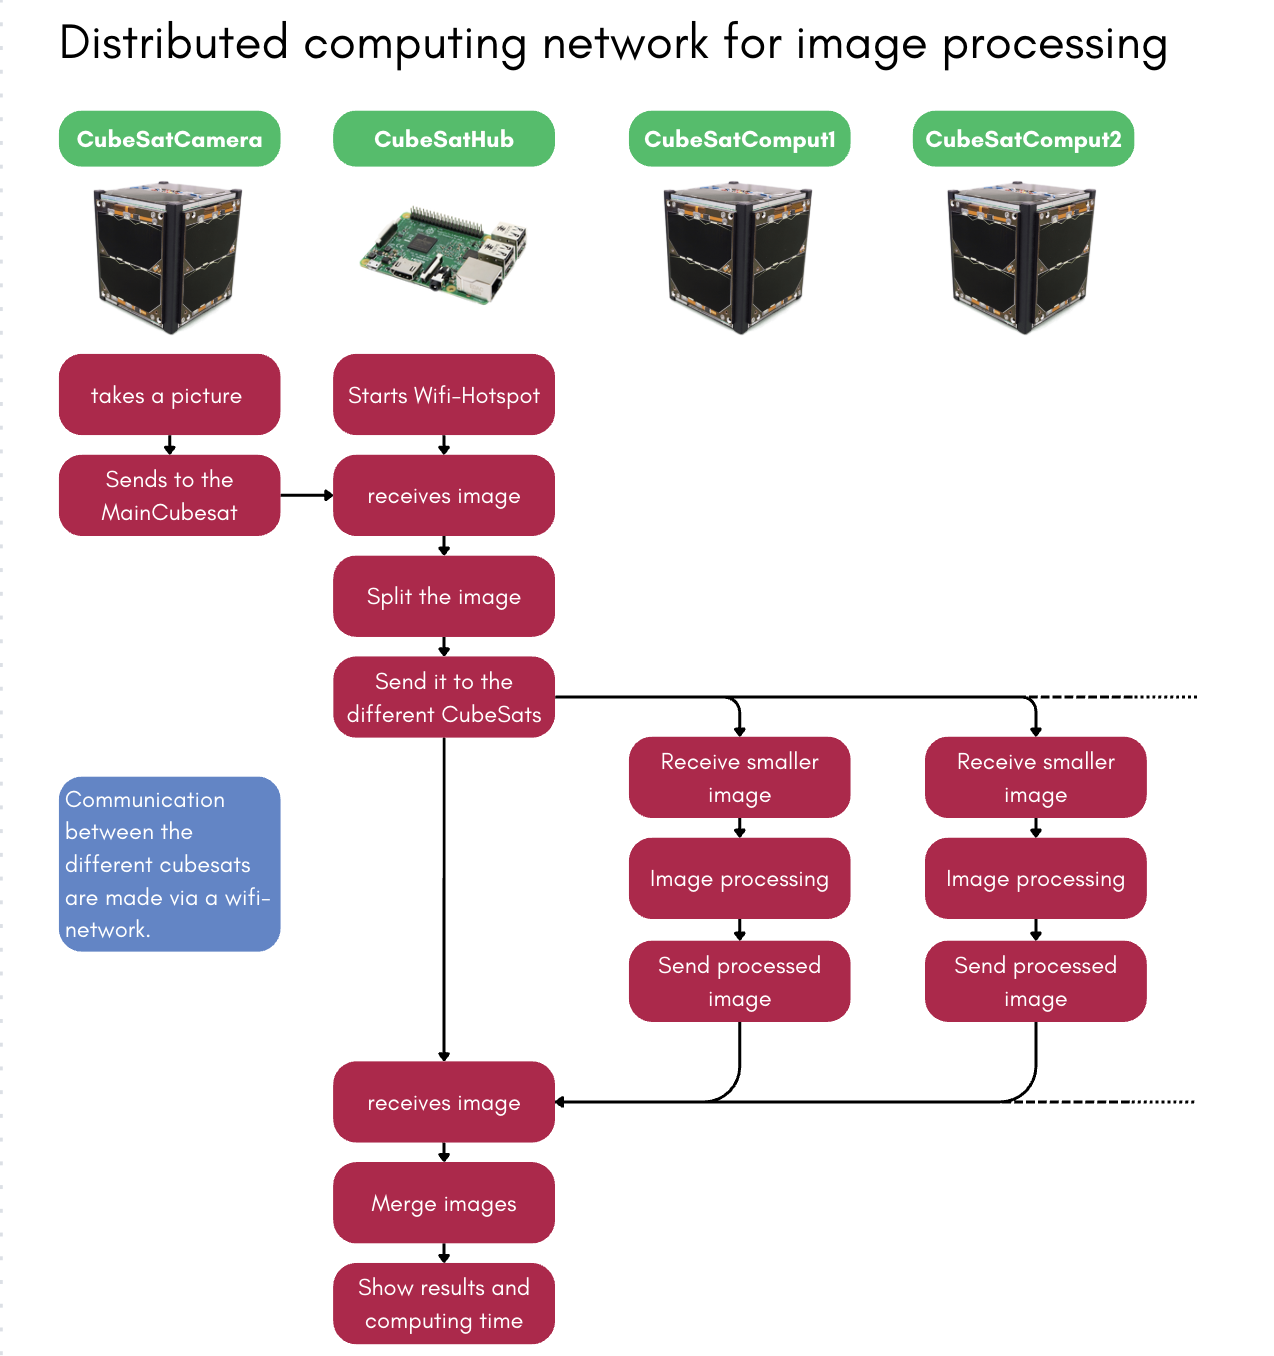 Distributed computing network for image processing
CubeSatCamera
CubeSatHub
CubeSatComput1
CubeSatComput2
takes a picture
Starts Wifi-Hotspot
Sends to the
MainCubesat
receives image
Split the image
Send it to the
different CubeSats
Receive smaller
image
Receive smaller
image
Communication
between the
different cubesats
are made via a wifi-
network.
Image processing
Image processing
Send processed
image
Send processed
image
receives image
Merge images
Show results and
computing time